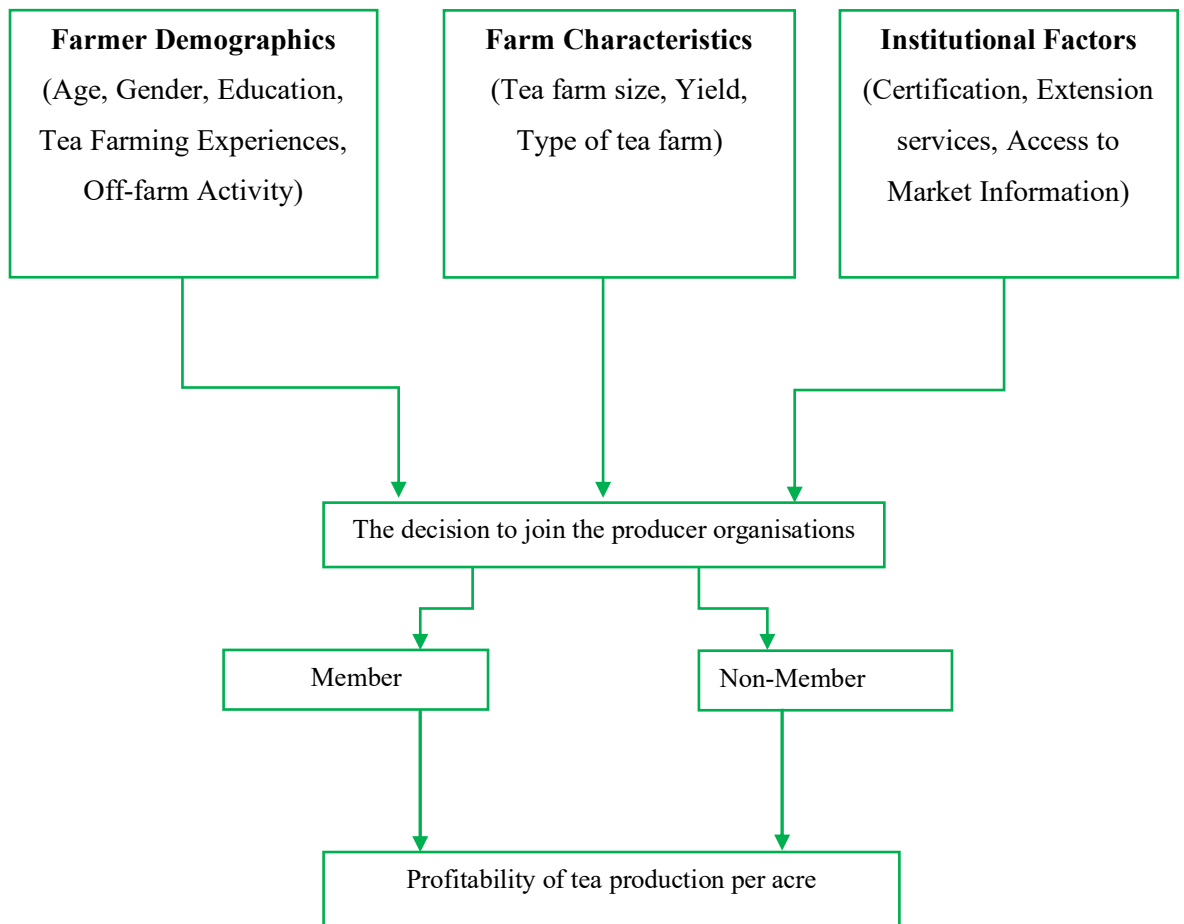 Farmer Demographics
(Age, Gender, Education,
Tea Farming Experiences,
Off-farm Activity)
Farm Characteristics
(Tea farm size, Yield,
Type of tea farm)
Institutional Factors
(Certification, Extension
services, Access to
Market Information)
The decision to join the producer organisations
Member
Non-Member
Profitability of tea production per acre